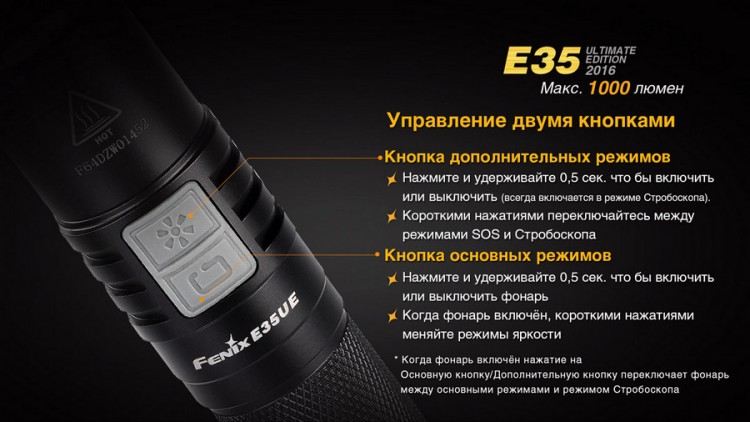 E35 ULTIMATE
EDITION
2016
Макс. 1000 люмен
Управление двумя кнопками
Кнопка дополнительных режимов
Нажмите и удерживайте 0,5 сек. что бы включить
или выключить (всегда включается в режиме Стробоскопа).
Короткими нажатиями переключайтесь между
режимами SOS и Стробоскопа
Кнопка основных режимов
Нажмите и удерживайте 0,5 сек. что бы включить
или выключить фонарь
Когда фонарь включён, короткими нажатиями
меняйте режимы яркости
* Когда фонарь включён нажатие на
Основную кнопку/Дополнительную кнопку переключает фонарь
между основными режимами и режимом Стробоскопа
HOT
F64DZW01452
FENIX E35UE